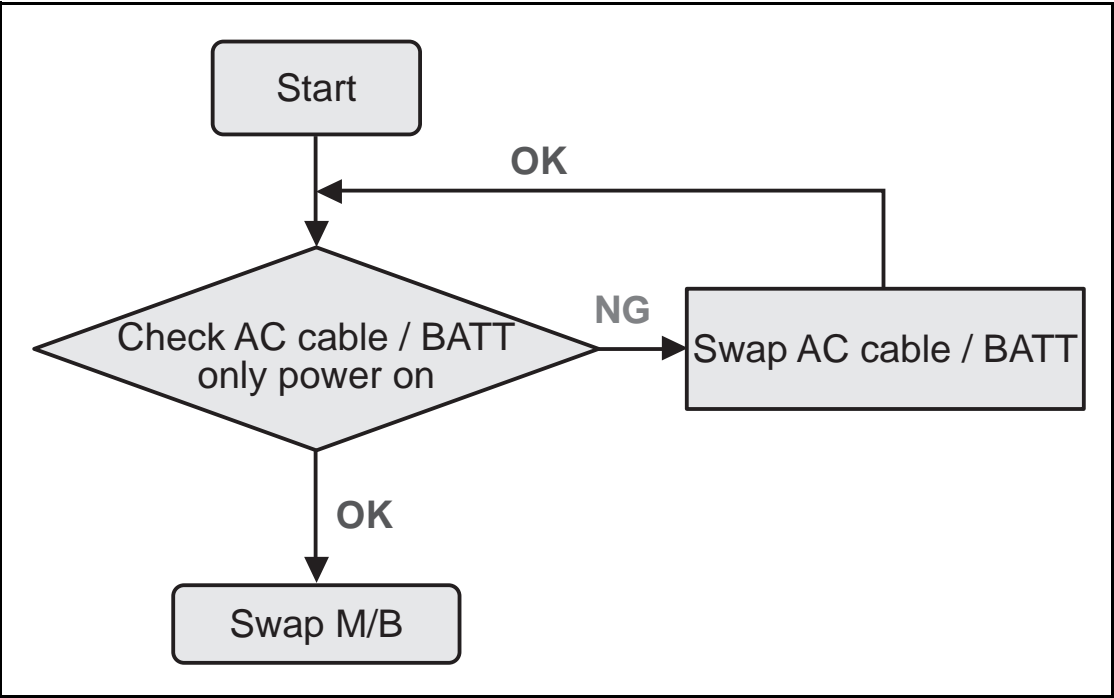 Start
OK
Check AC cable / BATT
only power on
NG
Swap AC cable / BATT
OK
Swap M/B